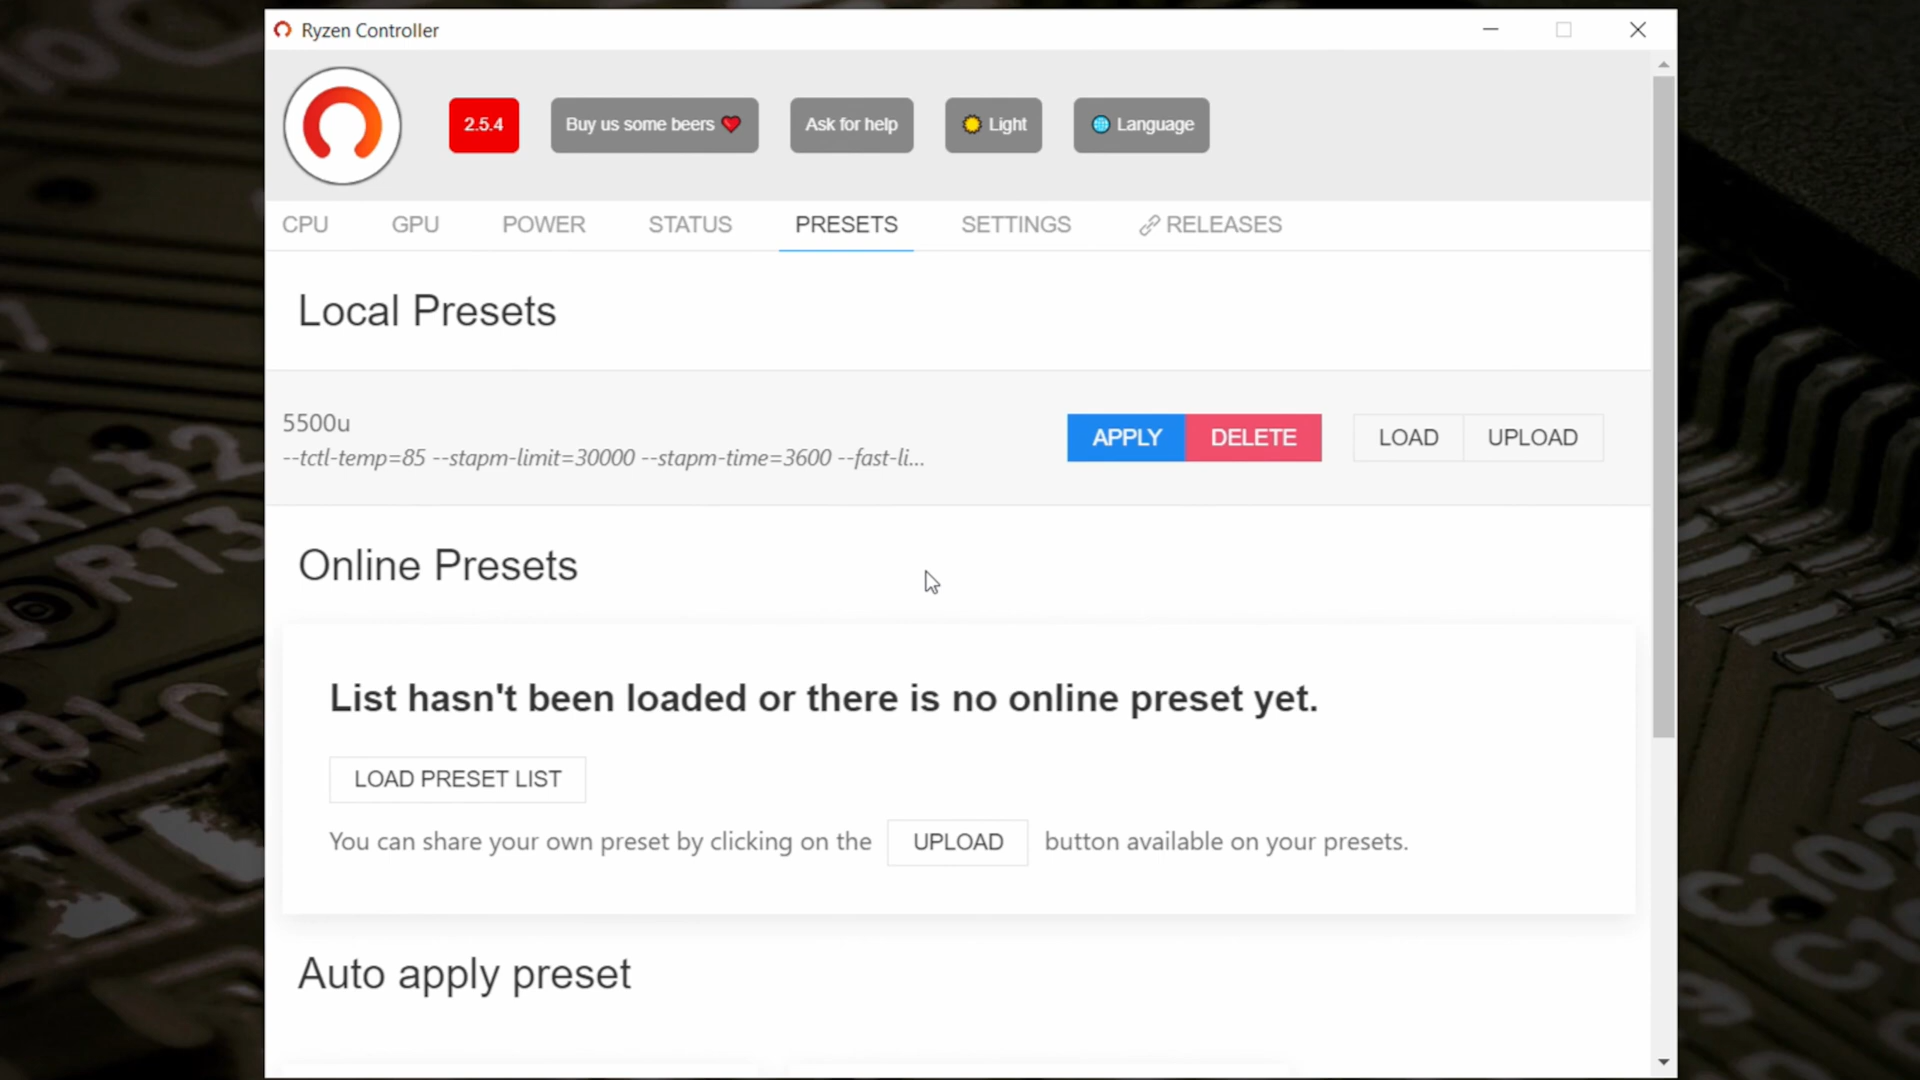 Ryzen Controller
2.5.4 Buy us some beers Ask for help Light Language
CPU GPU POWER STATUS PRESETS SETTINGS RELEASES
Local Presets
5500u
--tctl-temp=85 --stapm-limit=30000 --stapm-time=3600 --fast-li...
APPLY DELETE LOAD UPLOAD
Online Presets
List hasn't been loaded or there is no online preset yet.
LOAD PRESET LIST
You can share your own preset by clicking on the UPLOAD button available on your presets.
Auto apply preset
R132
R13